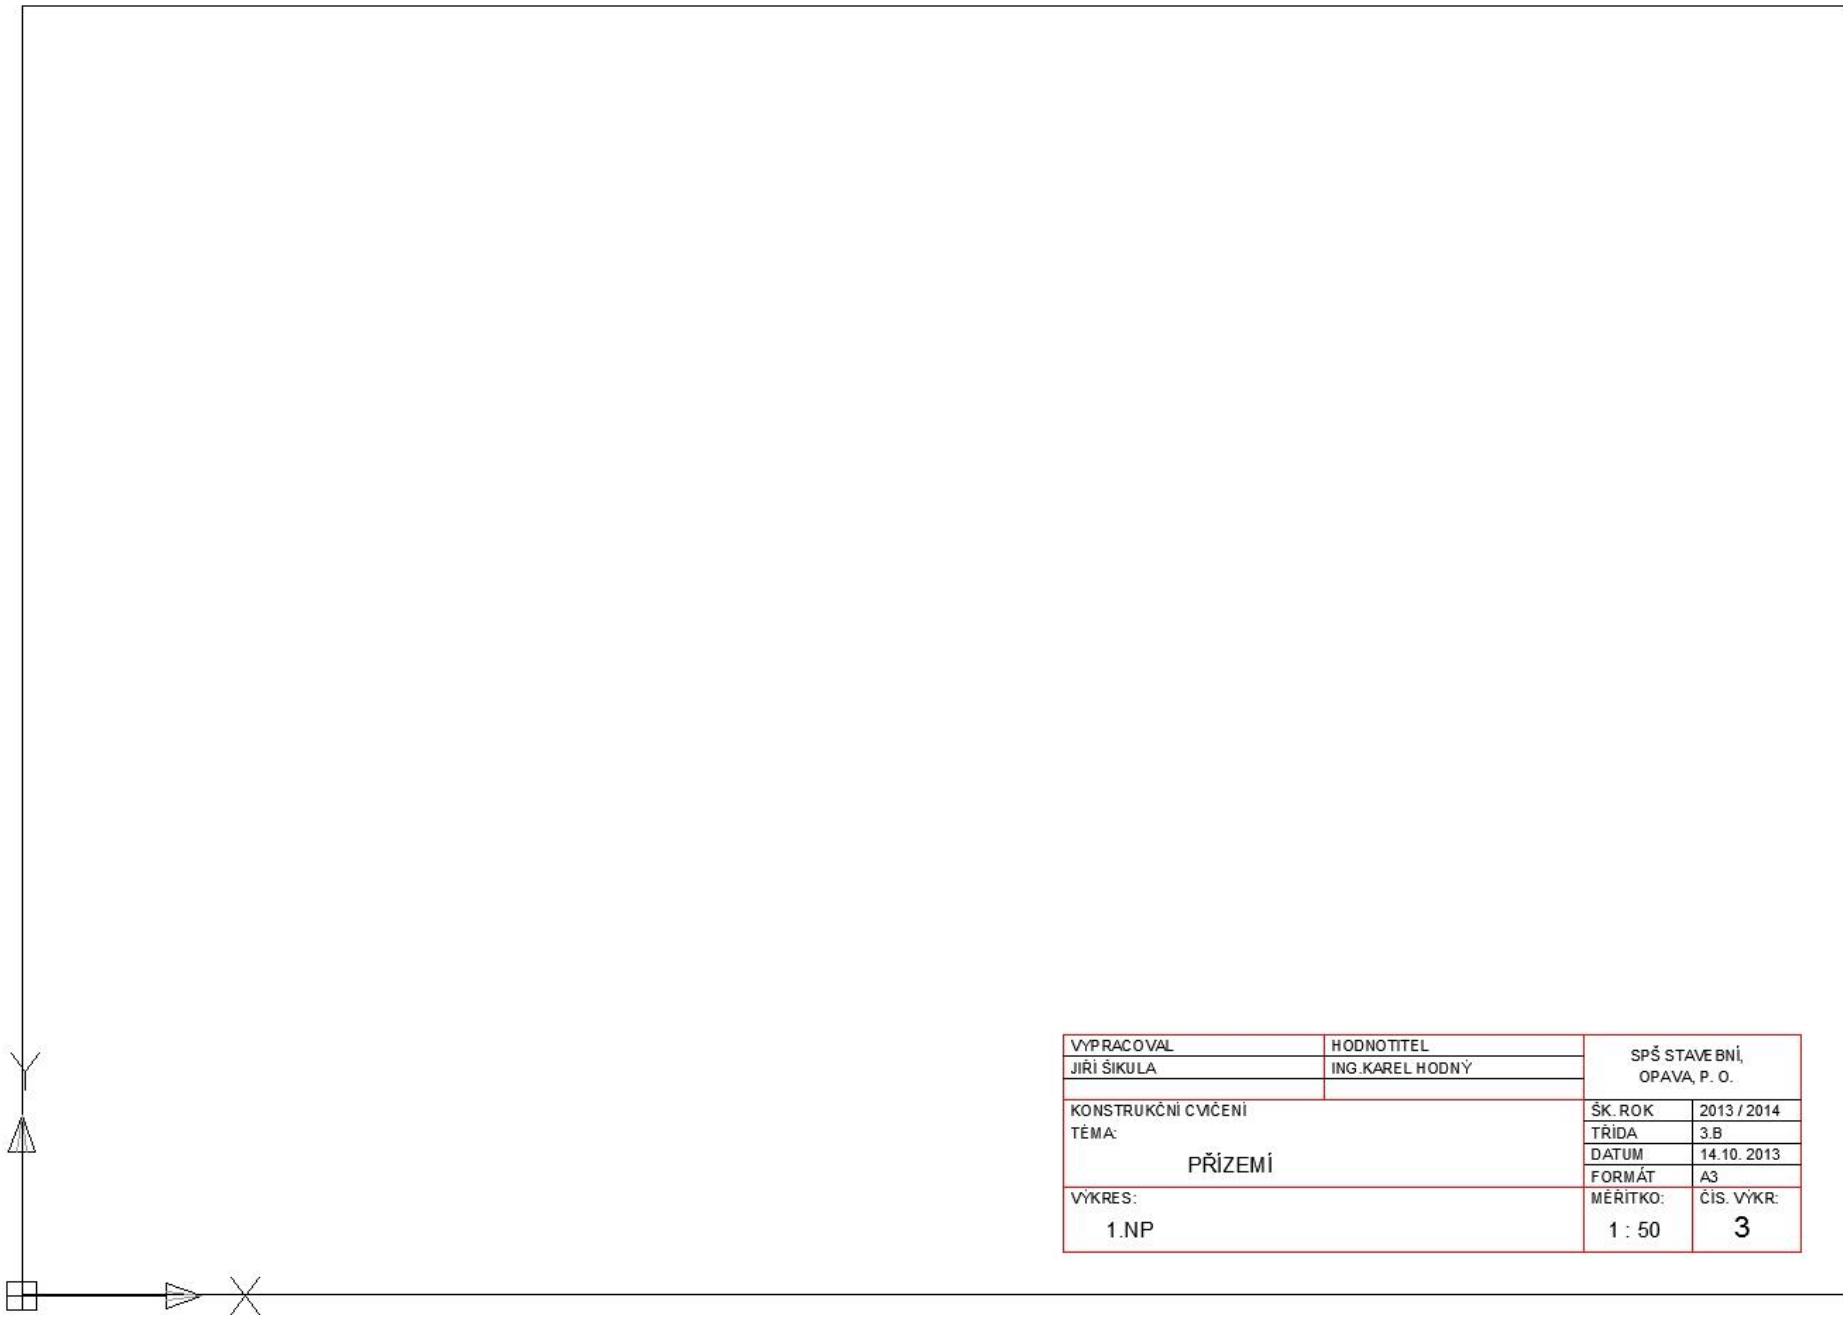 VYPRACOVAL
HODNOTITEL
SPŠ STAVEBNÍ,
OPAVA, P. O.
JIŘÍ ŠIKULA
ING.KAREL HODNÝ
KONSTRUKČNÍ CVIČENÍ
ŠK. ROK
2013 / 2014
TÉMA:
TŘÍDA
3.B
PŘÍZEMÍ
DATUM
14.10. 2013
FORMÁT
A3
VÝKRES:
MĚŘÍTKO:
ČÍS. VÝKR:
1.NP
1 : 50
3
Y
X